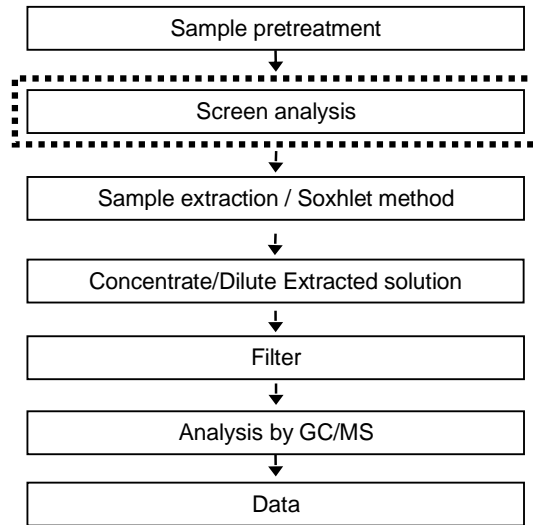 Sample pretreatment
Screen analysis
Sample extraction / Soxhlet method
Concentrate/Dilute Extracted solution
Filter
Analysis by GC/MS
Data